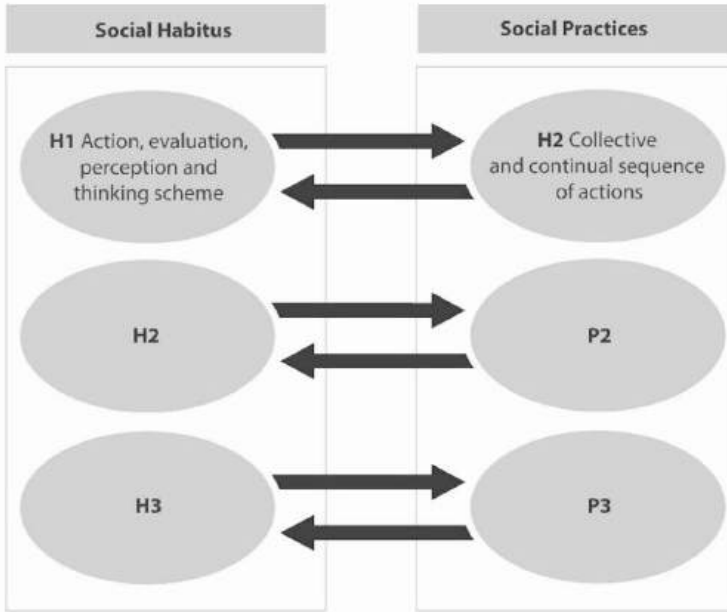 Social Habitus
Social Practices
H1 Action, evaluation,
perception and
thinking scheme
H2 Collective
and continual sequence
of actions
H2
P2
H3
P3